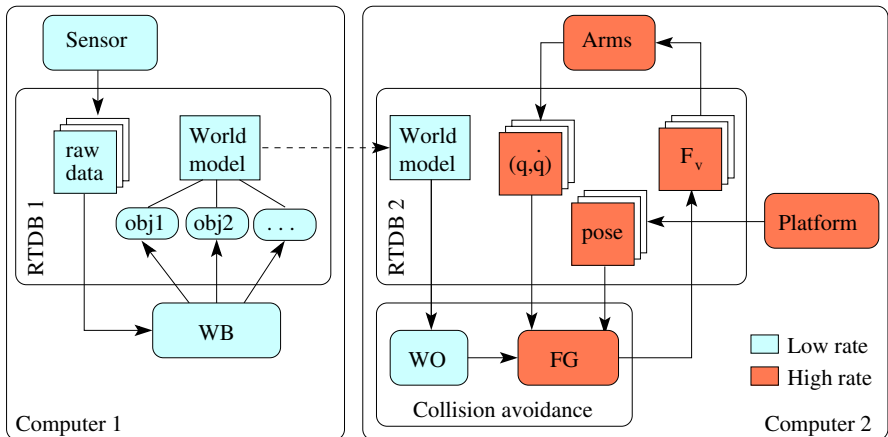 Sensor
raw
data
World
model
obj1
obj2
. . .
RTDB 1
WB
Computer 1
Arms
World
model
(q,q̇)
F_v
pose
Platform
RTDB 2
WO
FG
Collision avoidance
Low rate
High rate
Computer 2